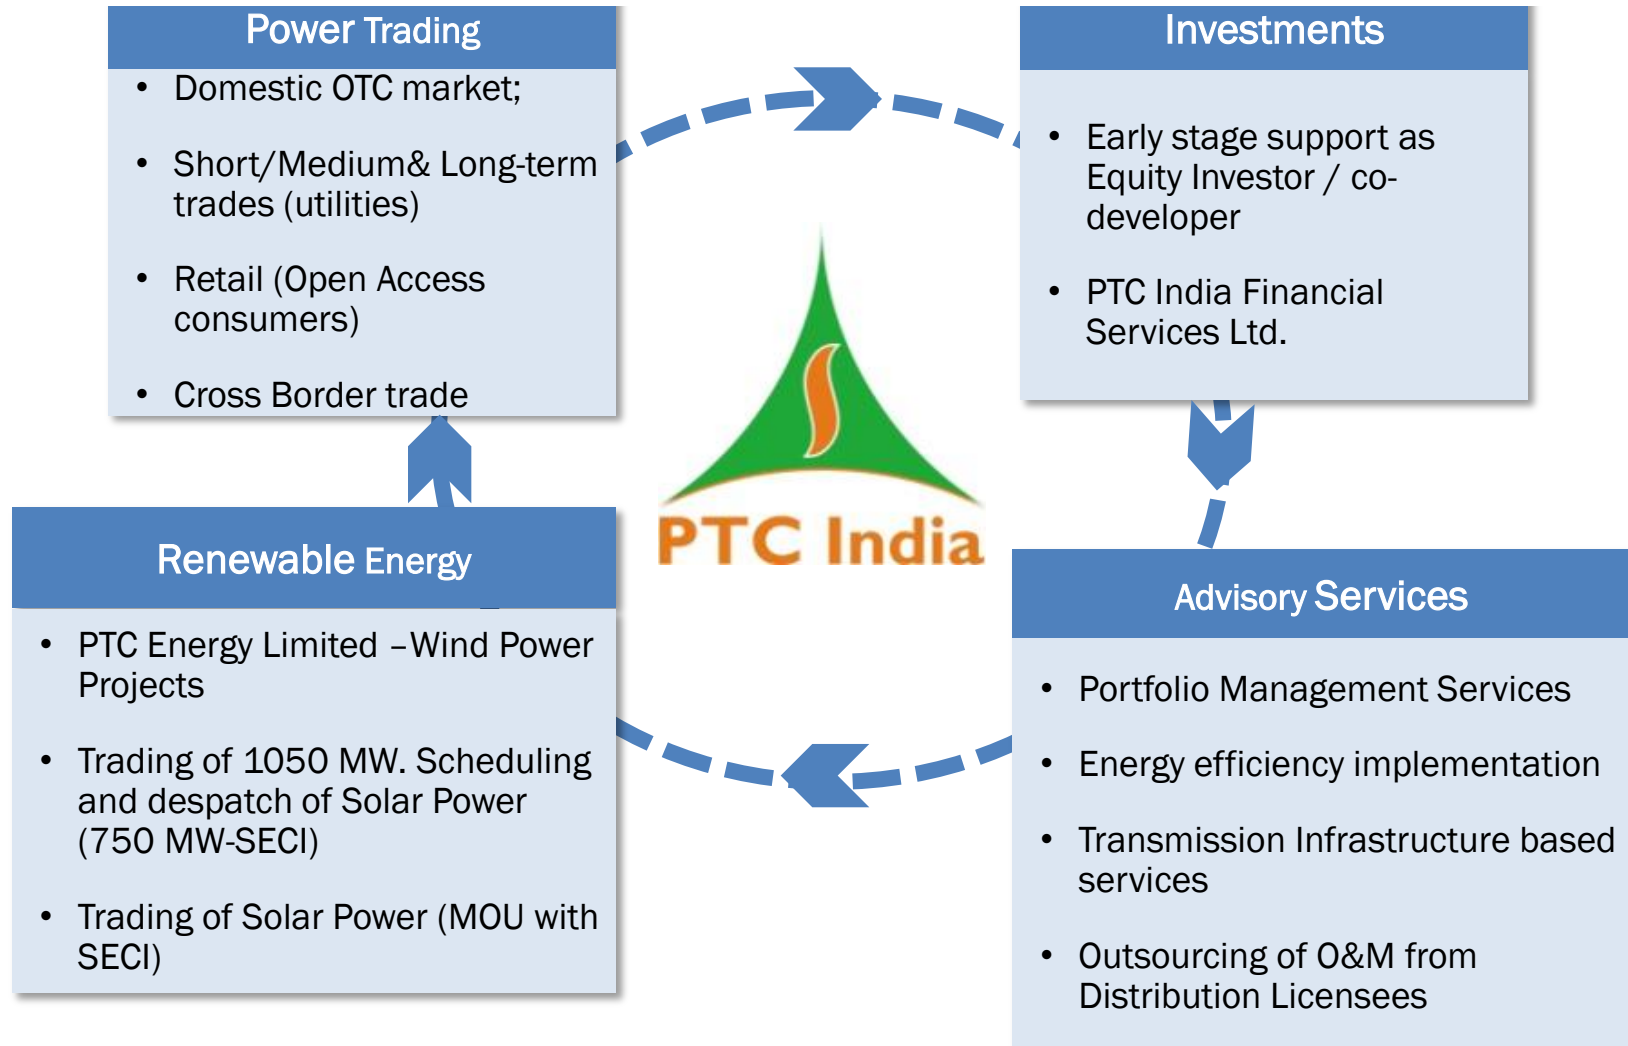 Power Trading
• Domestic OTC market;
• Short/Medium& Long-term
trades (utilities)
• Retail (Open Access
consumers)
• Cross Border trade
Investments
• Early stage support as
Equity Investor / co-
developer
• PTC India Financial
Services Ltd.
PTC India
Renewable Energy
• PTC Energy Limited –Wind Power
Projects
• Trading of 1050 MW. Scheduling
and despatch of Solar Power
(750 MW-SECI)
• Trading of Solar Power (MOU with
SECI)
Advisory Services
• Portfolio Management Services
• Energy efficiency implementation
• Transmission Infrastructure based
services
• Outsourcing of O&M from
Distribution Licensees